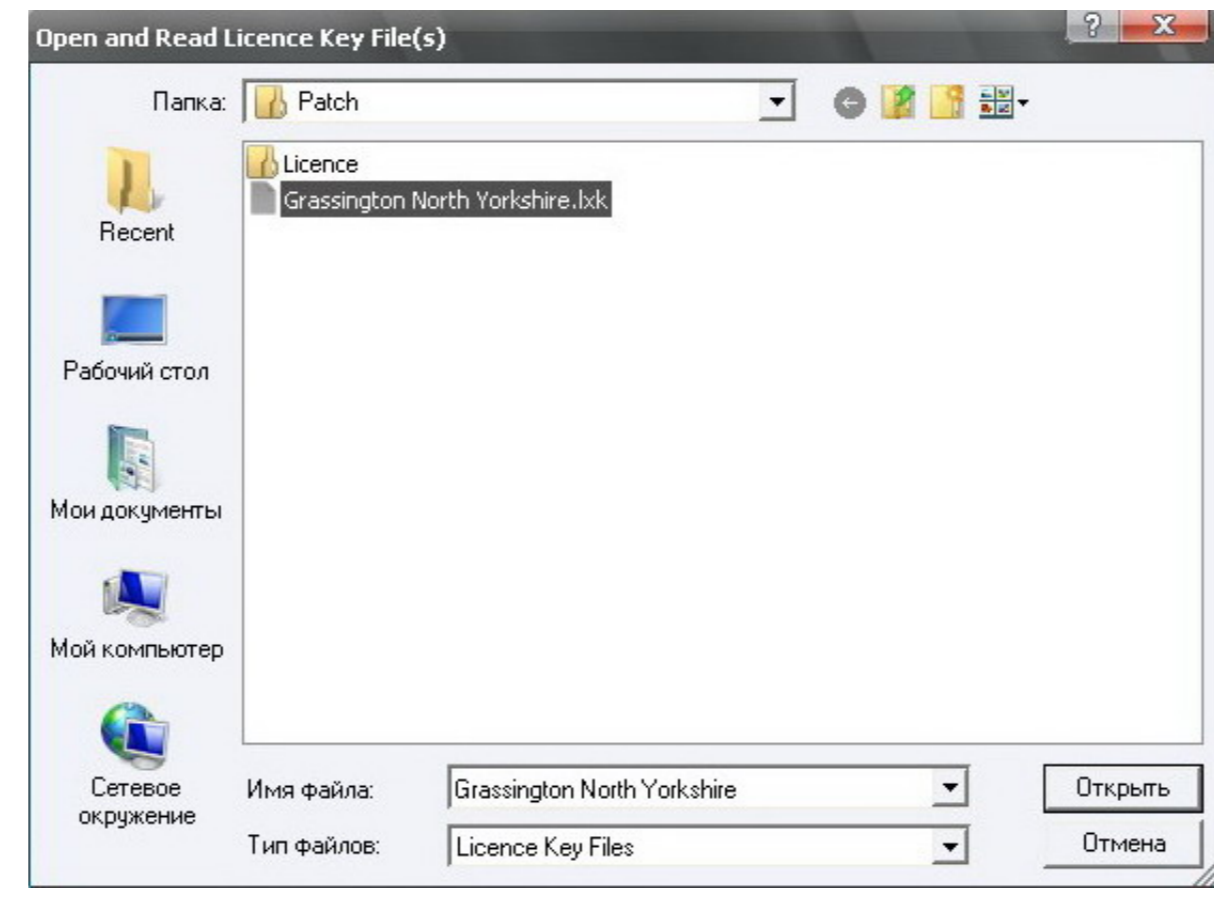 Open and Read Licence Key File(s)
Папка:
Patch
Licence
Grassington North Yorkshire.lxk
Recent
Рабочий стол
Мои документы
Мой компьютер
Сетевое
окружение
Имя файла:
Grassington North Yorkshire
Открыть
Тип файлов:
Licence Key Files
Отмена